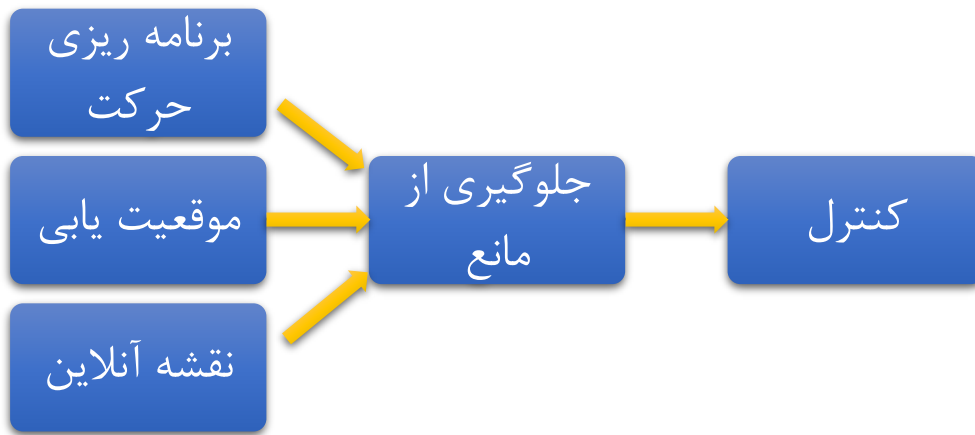 برنامه ریزی
حرکت
موقعیت یابی
نقشه آنلاین
جلوگیری از
مانع
کنترل